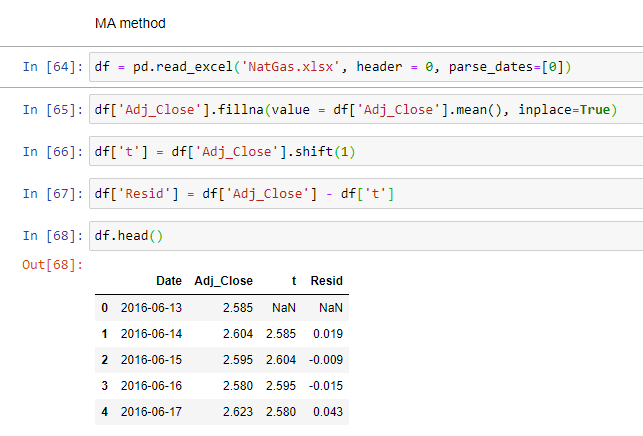 MA method
In [64]: df = pd.read_excel('NatGas.xlsx', header = 0, parse_dates=[0])
In [65]: df['Adj_Close'].fillna(value = df['Adj_Close'].mean(), inplace=True)
In [66]: df['t'] = df['Adj_Close'].shift(1)
In [67]: df['Resid'] = df['Adj_Close'] - df['t']
In [68]: df.head()
Out[68]:
Date Adj_Close t Resid
0 2016-06-13 2.585 NaN NaN
1 2016-06-14 2.604 2.585 0.019
2 2016-06-15 2.595 2.604 -0.009
3 2016-06-16 2.580 2.595 -0.015
4 2016-06-17 2.623 2.580 0.043